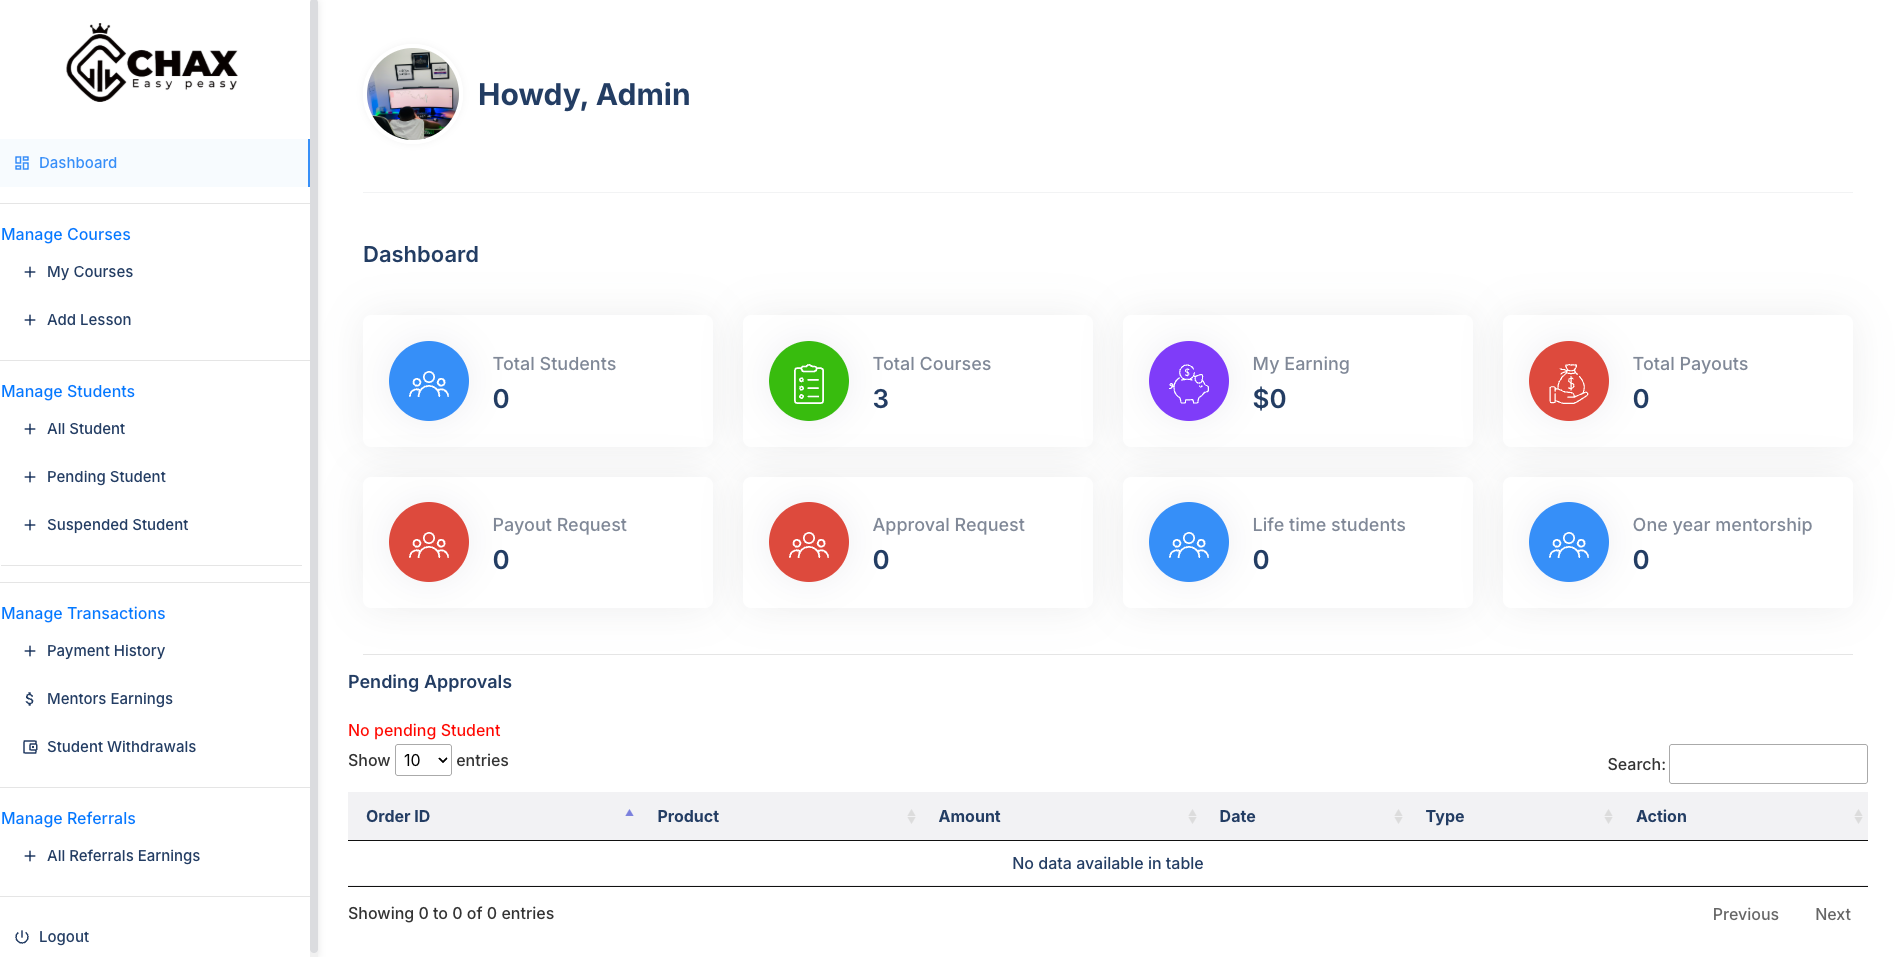 CHAX
Easy peasy
Dashboard
Manage Courses
My Courses
Add Lesson
Manage Students
All Student
Pending Student
Suspended Student
Manage Transactions
Payment History
Mentors Earnings
Student Withdrawals
Manage Referrals
All Referrals Earnings
Logout
Howdy, Admin
Dashboard
Total Students
0
Total Courses
3
My Earning
$0
Total Payouts
0
Payout Request
0
Approval Request
0
Life time students
0
One year mentorship
0
Pending Approvals
No pending Student
Show 10 entries
Search:
Order ID Product Amount Date Type Action
No data available in table
Showing 0 to 0 of 0 entries
Previous Next